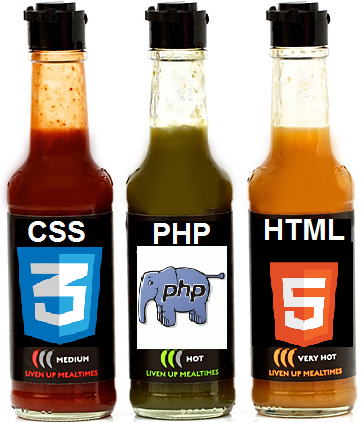 CSS
3
MEDIUM
LIVEN UP MEALTIMES
PHP
php
HOT
LIVEN UP MEALTIMES
HTML
5
VERY HOT
LIVEN UP MEALTIMES